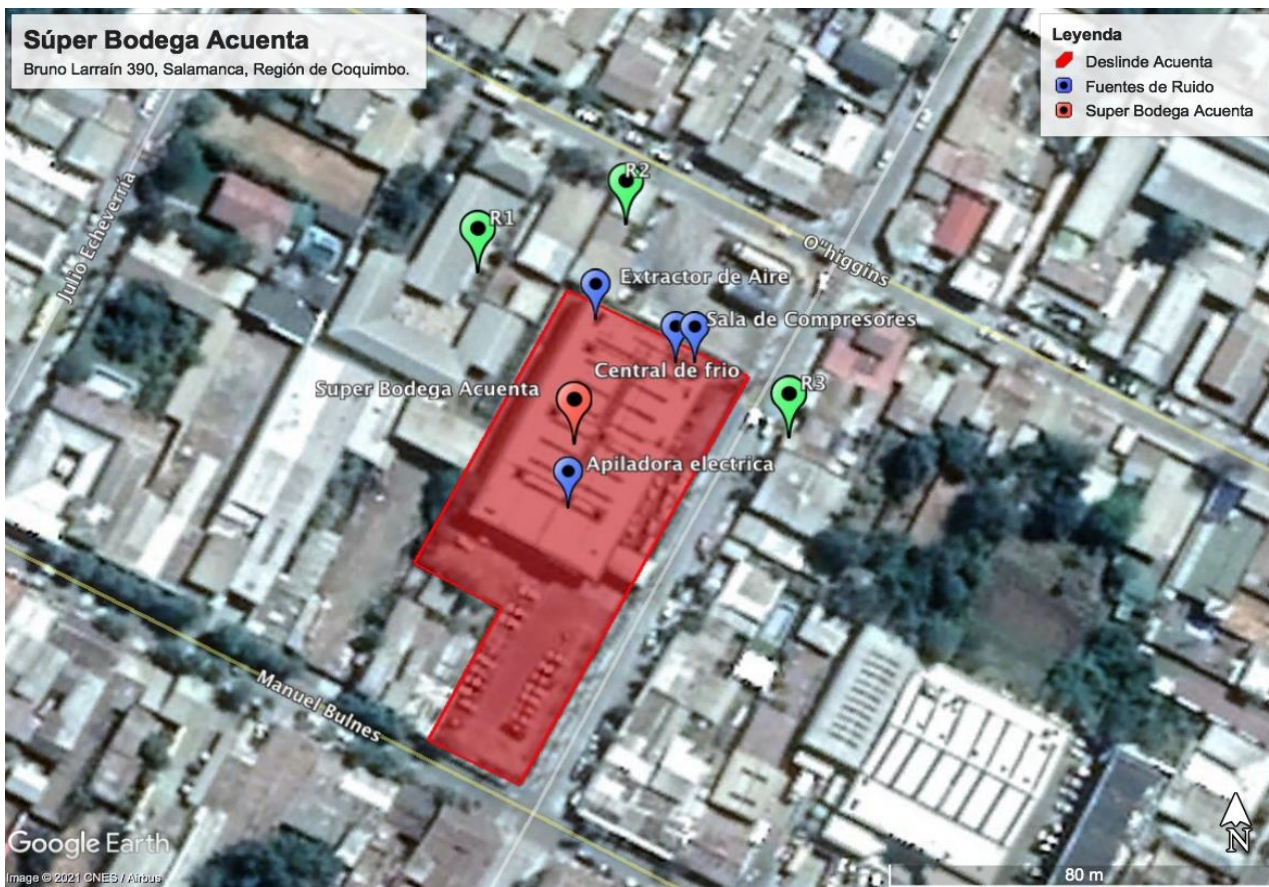 Súper Bodega Acuenta
Bruno Larraín 390, Salamanca, Región de Coquimbo.
Leyenda
Deslinde Acuenta
Fuentes de Ruido
Super Bodega Acuenta
Julio Echeverría
R1
R2
O"higgins
Extractor de Aire
Sala de Compresores
Central de frio
Super Bodega Acuenta
R3
Apiladora electrica
Manuel Bulnes
Google Earth
Image © 2021 CNES / Airbus
80 m
N